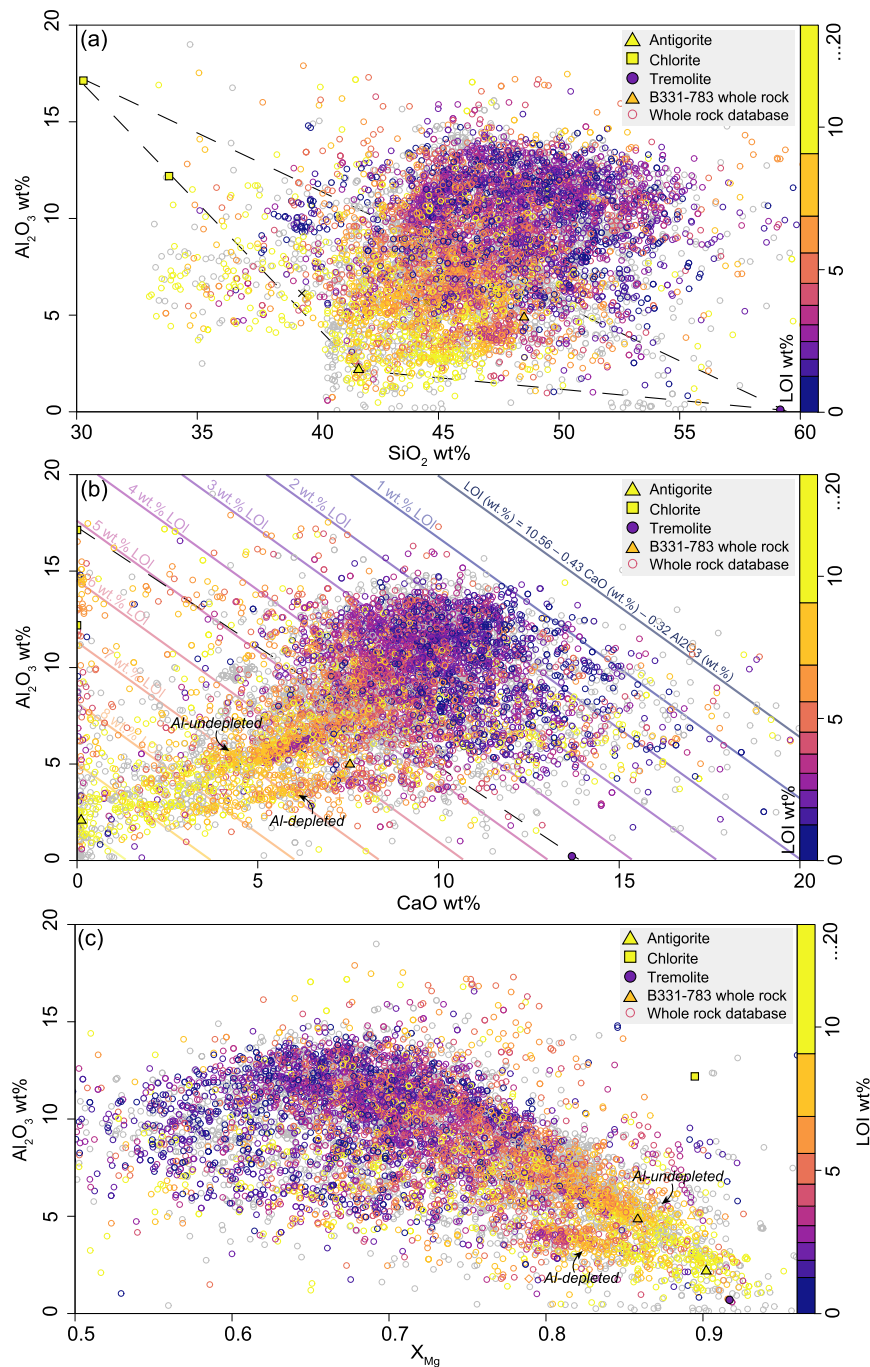 (a)
Al2O3 wt%
20
15
10
5
0
30
35
40
45
50
55
60
SiO2 wt%
Antigorite
Chlorite
Tremolite
B331-783 whole rock
Whole rock database
...20
10
5
0
LOI wt%
(b)
Al2O3 wt%
20
15
10
5
0
0
5
10
15
20
CaO wt%
4 wt.% LOI
3 wt.% LOI
2 wt.% LOI
1 wt.% LOI
LOI (wt.%) = 10.56 – 0.43 CaO (wt.%) – 0.32 Al2O3 (wt.%)
5 wt.% LOI
Al-undepleted
Al-depleted
Antigorite
Chlorite
Tremolite
B331-783 whole rock
Whole rock database
...20
10
5
0
LOI wt%
(c)
Al2O3 wt%
20
15
10
5
0
0.5
0.6
0.7
0.8
0.9
XMg
Al-undepleted
Al-depleted
Antigorite
Chlorite
Tremolite
B331-783 whole rock
Whole rock database
...20
10
5
0
LOI wt%